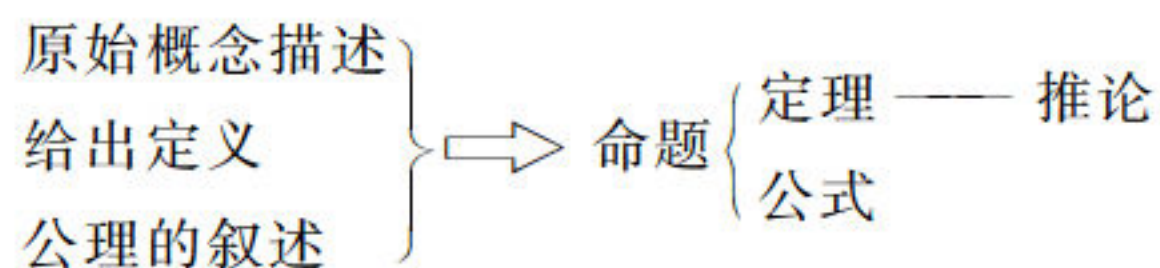 原始概念描述
给出定义
公理的叙述
命题
定理 —— 推论
公式